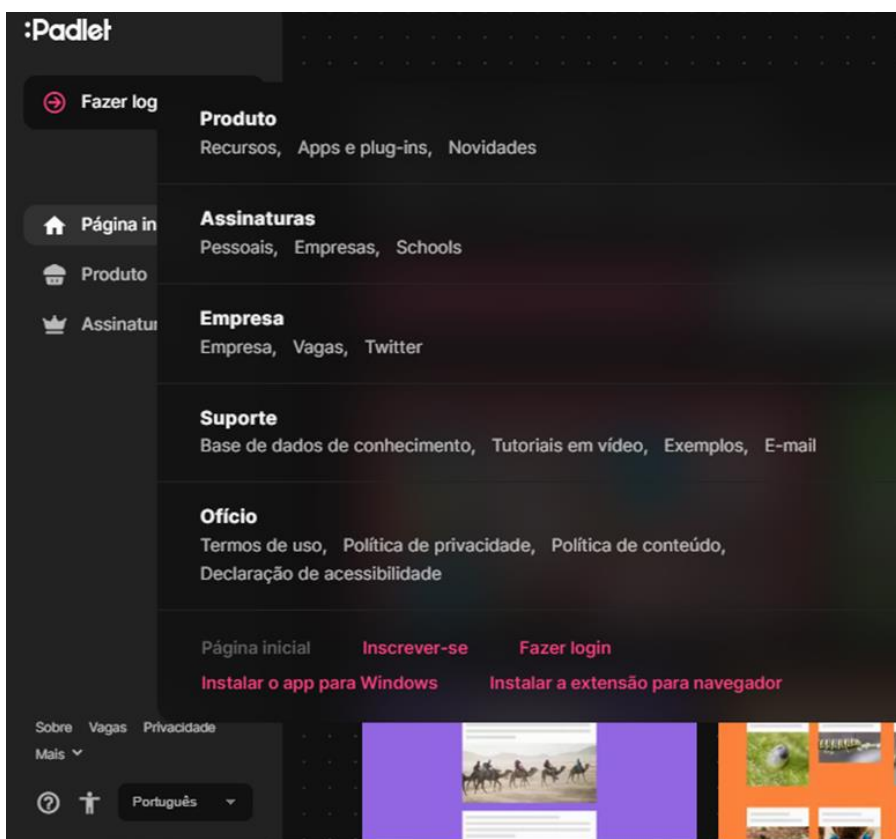 :Padlet
Fazer log
Página in
Produto
Assinatur
Produto
Recursos, Apps e plug-ins, Novidades
Assinaturas
Pessoais, Empresas, Schools
Empresa
Empresa, Vagas, Twitter
Suporte
Base de dados de conhecimento, Tutoriais em vídeo, Exemplos, E-mail
Ofício
Termos de uso, Política de privacidade, Política de conteúdo,
Declaração de acessibilidade
Página inicial Inscrever-se Fazer login
Instalar o app para Windows Instalar a extensão para navegador
Sobre Vagas Privacidade
Mais
Português